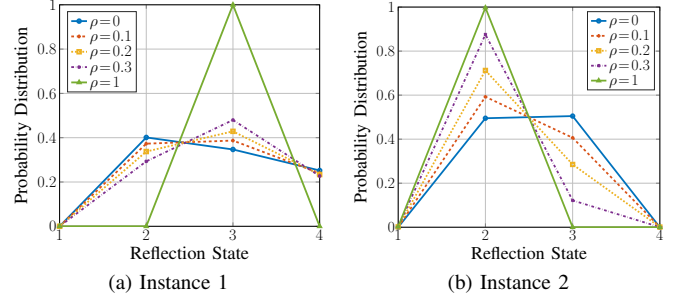 Probability Distribution
1
0.8
0.6
0.4
0.2
0
ρ=0
ρ=0.1
ρ=0.2
ρ=0.3
ρ=1
1 2 3 4
Reflection State
(a) Instance 1
Probability Distribution
1
0.8
0.6
0.4
0.2
0
ρ=0
ρ=0.1
ρ=0.2
ρ=0.3
ρ=1
1 2 3 4
Reflection State
(b) Instance 2